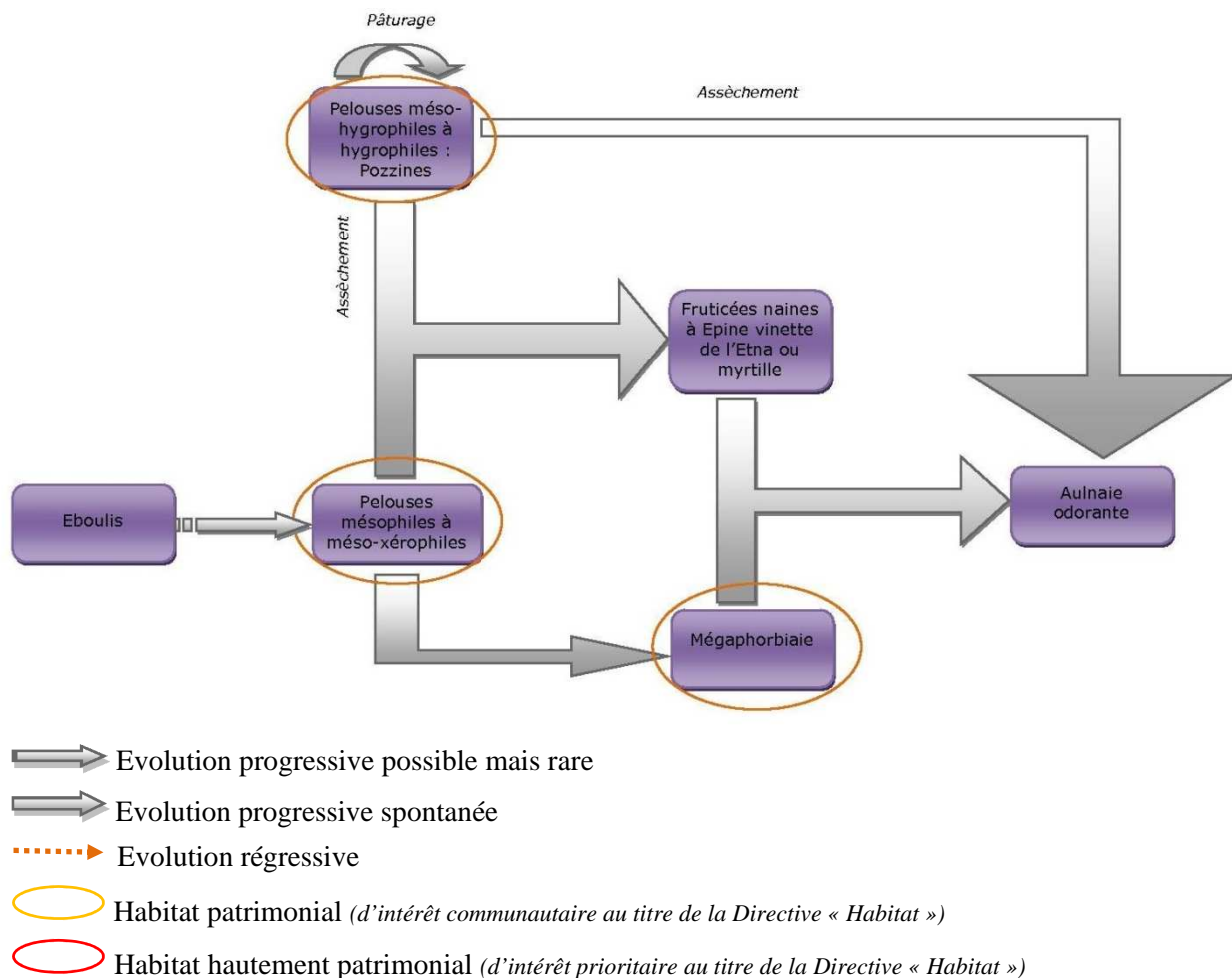 Pâturage
Pelouses méso-
hygrophiles à
hygrophiles :
Pozzines
Assèchement
Assèchement
Fruticées naines
à Epine vinette
de l'Etna ou
myrtille
Eboulis
Pelouses
mésophiles à
méso-xérophiles
Aulnaie
odorante
Mégaphorbiaie
Evolution progressive possible mais rare
Evolution progressive spontanée
Evolution régressive
Habitat patrimonial (d'intérêt communautaire au titre de la Directive « Habitat »)
Habitat hautement patrimonial (d'intérêt prioritaire au titre de la Directive « Habitat »)